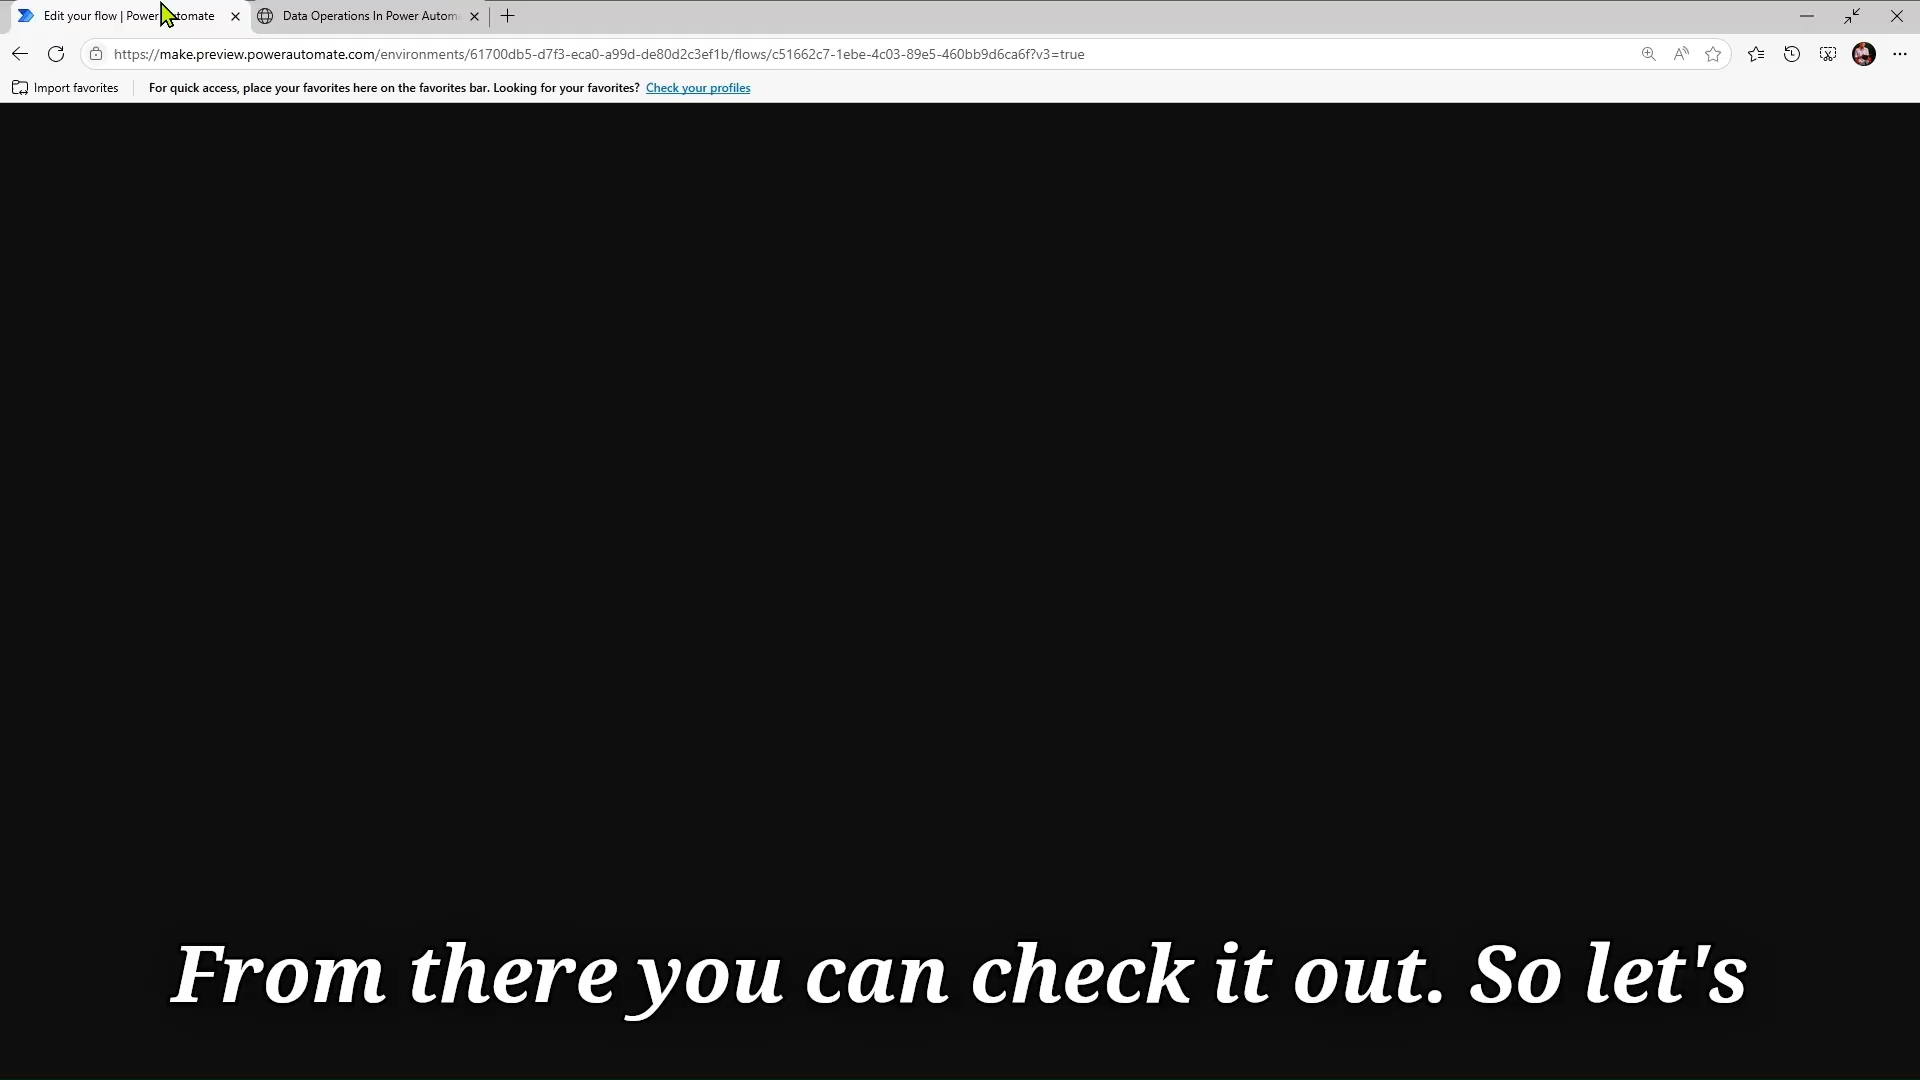 Edit your flow | Power Automate
Data Operations In Power Autom
https://make.preview.powerautomate.com/environments/61700db5-d7f3-eca0-a99d-de80d2c3ef1b/flows/c51662c7-1ebe-4c03-89e5-460bb9d6ca6f?v3=true
Import favorites
For quick access, place your favorites here on the favorites bar. Looking for your favorites? Check your profiles
From there you can check it out. So let's